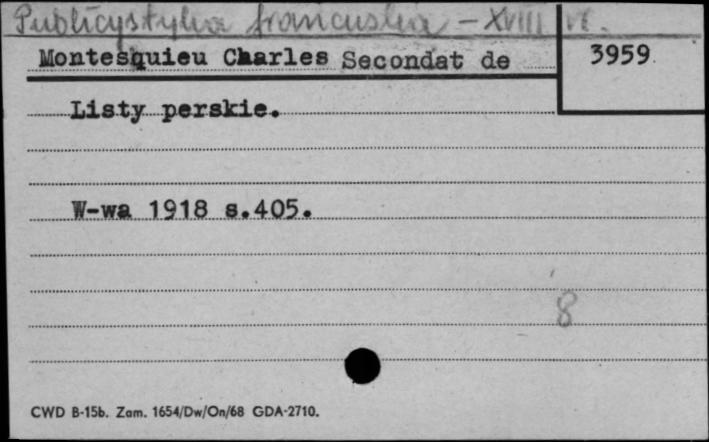 Publicystyka francuska - XVIII w.
Montesquieu Charles Secondat de
3959
Listy perskie.
W-wa 1918 s.405.
8
CWD B-15b. Zam. 1654/Dw/On/68 GDA-2710.